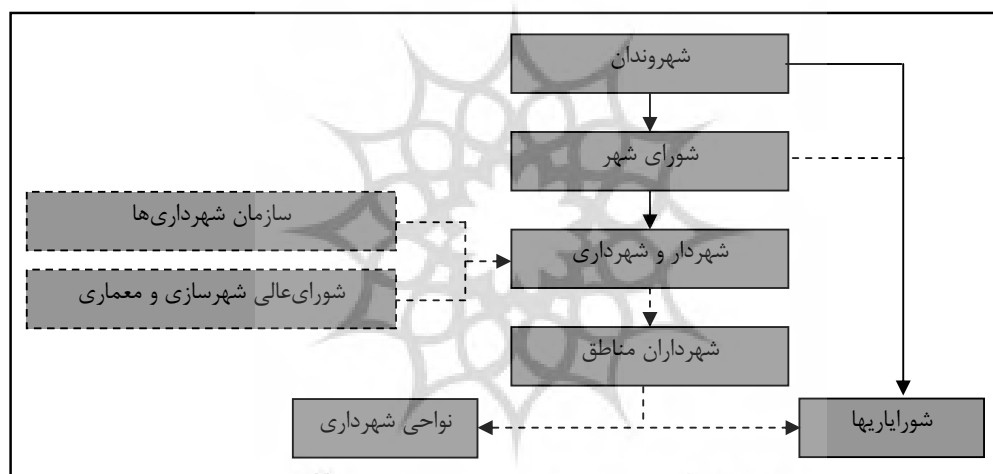 شهروندان
شورای شهر
سازمان شهرداری‌ها
شهردار و شهرداری
شورای‌عالی شهرسازی و معماری
شهرداران مناطق
شورایاریها
نواحی شهرداری